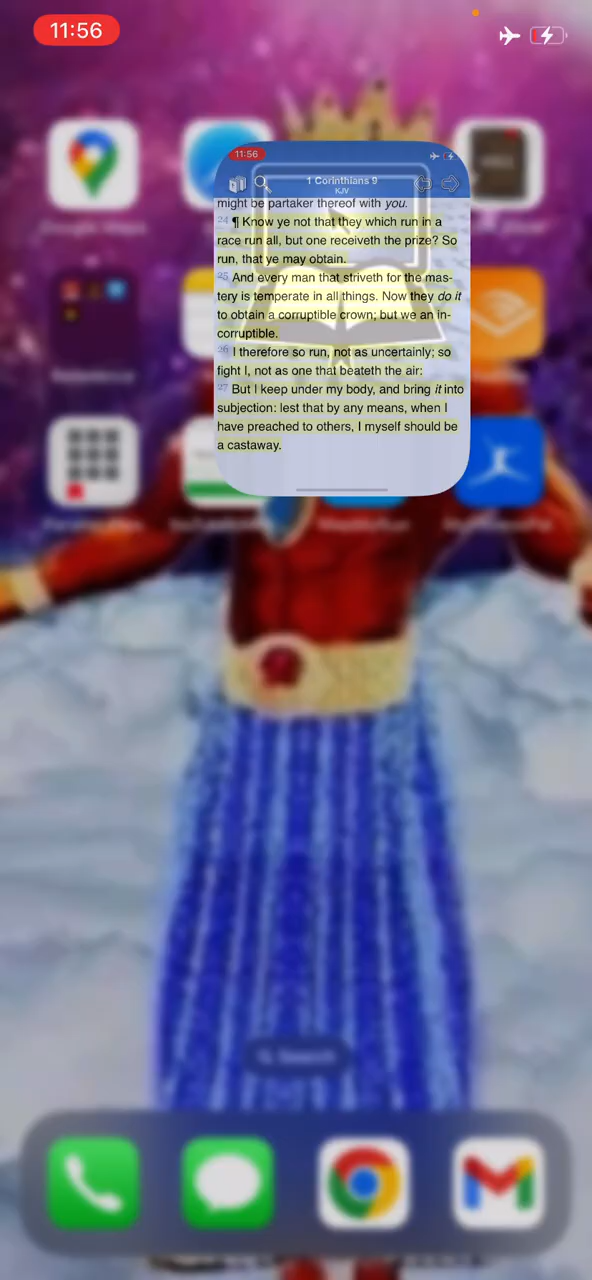 11:56
11:56
1 Corinthians 9
KJV
might be partaker thereof with you.
24 ¶ Know ye not that they which run in a
race run all, but one receiveth the prize? So
run, that ye may obtain.
25 And every man that striveth for the mas-
tery is temperate in all things. Now they do it
to obtain a corruptible crown; but we an in-
corruptible.
26 I therefore so run, not as uncertainly; so
fight I, not as one that beateth the air:
27 But I keep under my body, and bring it into
subjection: lest that by any means, when I
have preached to others, I myself should be
a castaway.
Search